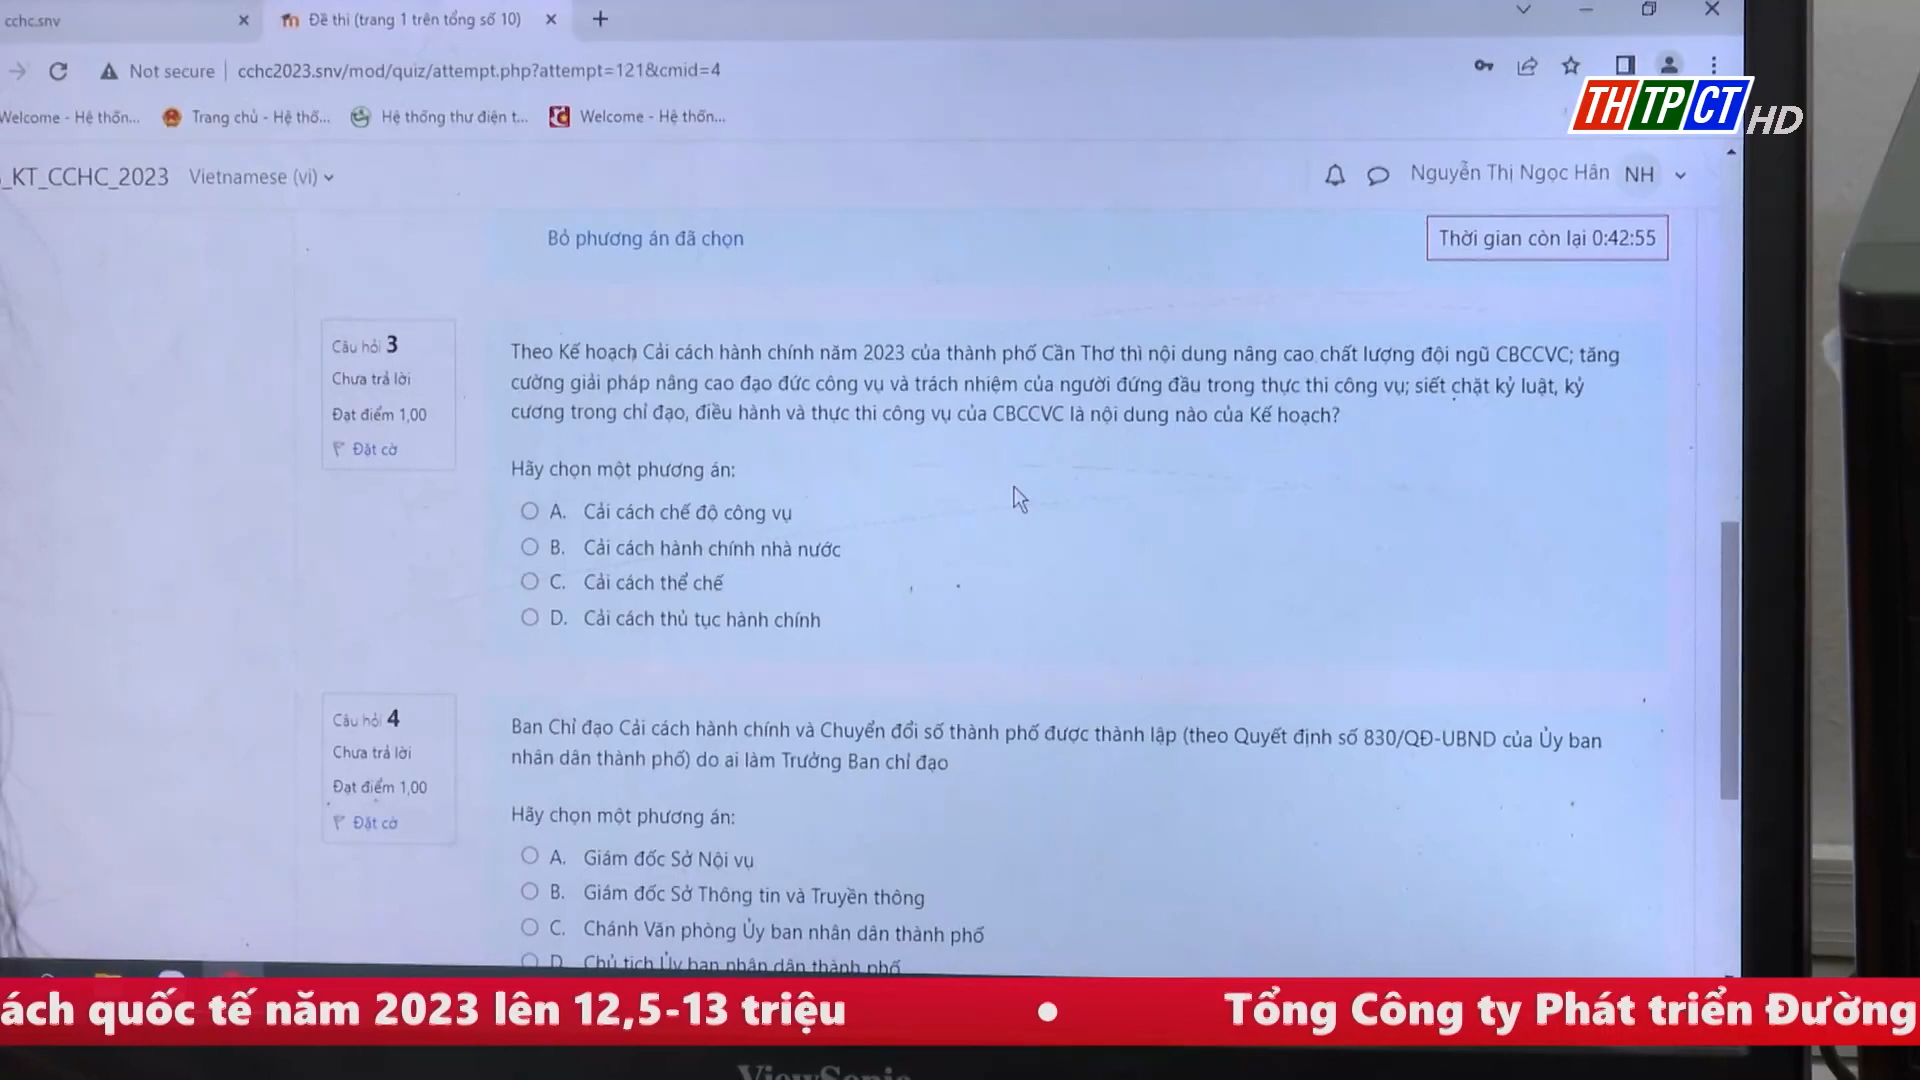 cchc.snv
Đề thi (trang 1 trên tổng số 10)
Not secure
cchc2023.snv/mod/quiz/attempt.php?attempt=121&cmid=4
Welcome - Hệ thốn...
Trang chủ - Hệ thố...
Hệ thống thư điện t...
Welcome - Hệ thốn...
THTPCT HD
_KT_CCHC_2023
Vietnamese (vi)
Nguyễn Thị Ngọc Hân NH
Bỏ phương án đã chọn
Thời gian còn lại 0:42:55
Câu hỏi 3
Chưa trả lời
Đạt điểm 1,00
Đặt cờ
Theo Kế hoạch Cải cách hành chính năm 2023 của thành phố Cần Thơ thì nội dung nâng cao chất lượng đội ngũ CBCCVC; tăng
cường giải pháp nâng cao đạo đức công vụ và trách nhiệm của người đứng đầu trong thực thi công vụ; siết chặt kỷ luật, kỷ
cương trong chỉ đạo, điều hành và thực thi công vụ của CBCCVC là nội dung nào của Kế hoạch?
Hãy chọn một phương án:
A. Cải cách chế độ công vụ
B. Cải cách hành chính nhà nước
C. Cải cách thể chế
D. Cải cách thủ tục hành chính
Câu hỏi 4
Chưa trả lời
Đạt điểm 1,00
Đặt cờ
Ban Chỉ đạo Cải cách hành chính và Chuyển đổi số thành phố được thành lập (theo Quyết định số 830/QĐ-UBND của Ủy ban
nhân dân thành phố) do ai làm Trưởng Ban chỉ đạo
Hãy chọn một phương án:
A. Giám đốc Sở Nội vụ
B. Giám đốc Sở Thông tin và Truyền thông
C. Chánh Văn phòng Ủy ban nhân dân thành phố
D. Chủ tịch Ủy ban nhân dân thành phố
ách quốc tế năm 2023 lên 12,5-13 triệu
Tổng Công ty Phát triển Đường
ViewSonic